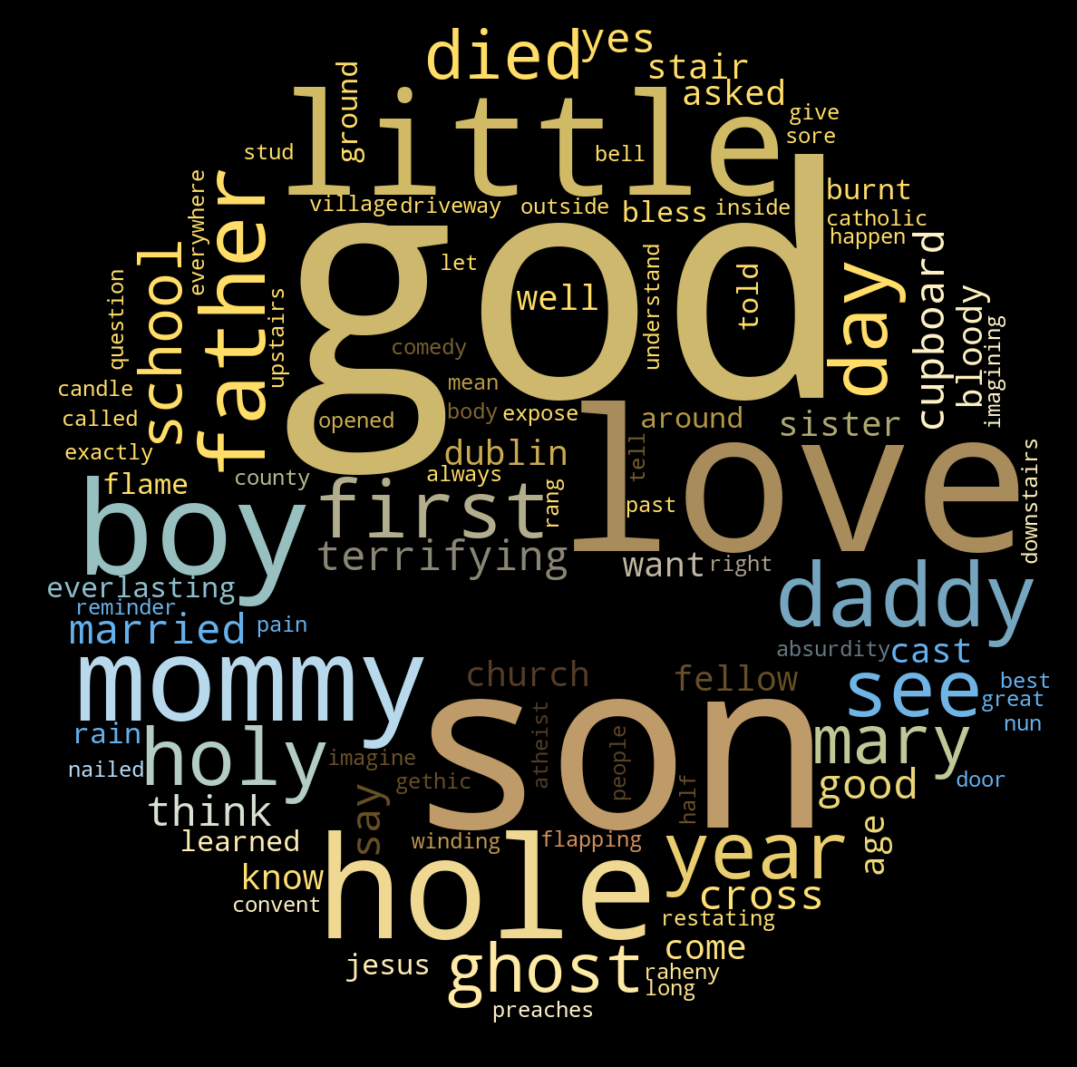 died
yes
stair
little
ground
asked
give
sore
stud
bell
god
everywhere
father
village
driveway
outside
bless
inside
burnt
catholic
happen
school
question
upstairs
let
well
understand
told
day
cupboard
bloody
imagining
comedy
mean
candle
called
exactly
opened
body
expose
around
sister
love
dublin
always
tell
county
flame
boy
first
rang
past
downstairs
terrifying
want
right
daddy
everlasting
reminder
married
pain
absurdity
cast
mommy
church
fellow
see
best
great
nun
son
rain
nailed
holy
imagine
gethic
atheist
people
half
mary
good
door
think
say
learned
winding
flapping
year
age
hole
know
convent
cross
restating
come
jesus
ghost
raheny
long
preaches